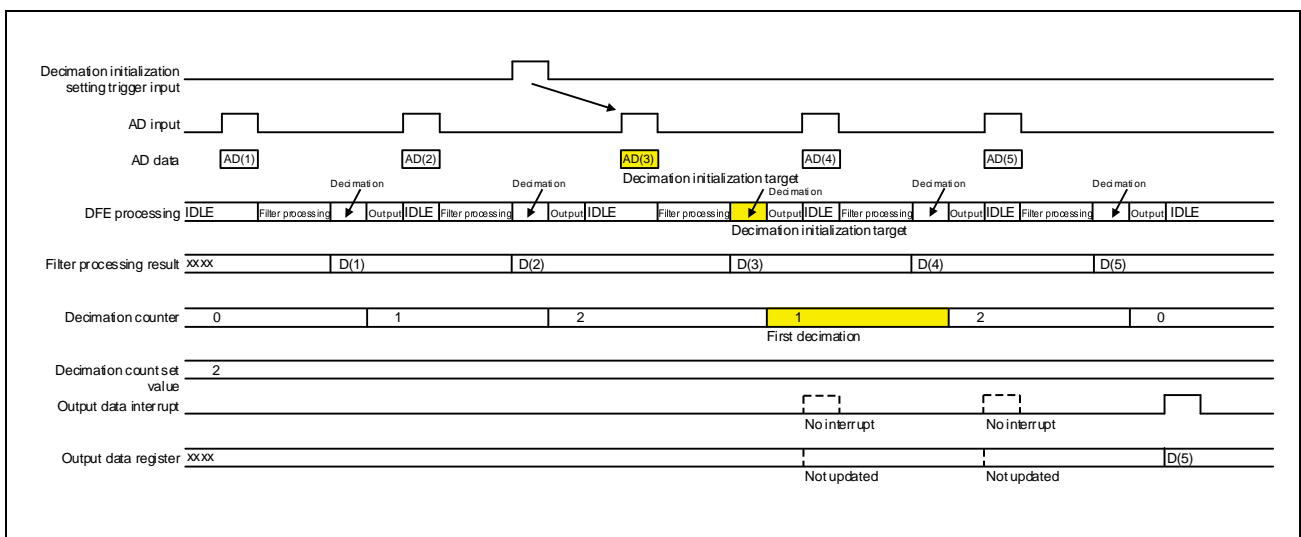 Decimation initialization
setting trigger input
AD input
AD data
AD(1)
AD(2)
AD(3)
AD(4)
AD(5)
Decimation initialization target
Decimation
Decimation
Decimation
Decimation
Decimation
DFE processing
IDLE
Filter processing
Output
IDLE
Filter processing
Output
IDLE
Filter processing
Output
IDLE
Filter processing
Output
IDLE
Filter processing
Output
IDLE
Decimation initialization target
Filter processing result
xxxx
D(1)
D(2)
D(3)
D(4)
D(5)
Decimation counter
0
1
2
1
2
0
First decimation
Decimation count set
value
2
Output data interrupt
No interrupt
No interrupt
Output data register
xxxx
D(5)
Not updated
Not updated